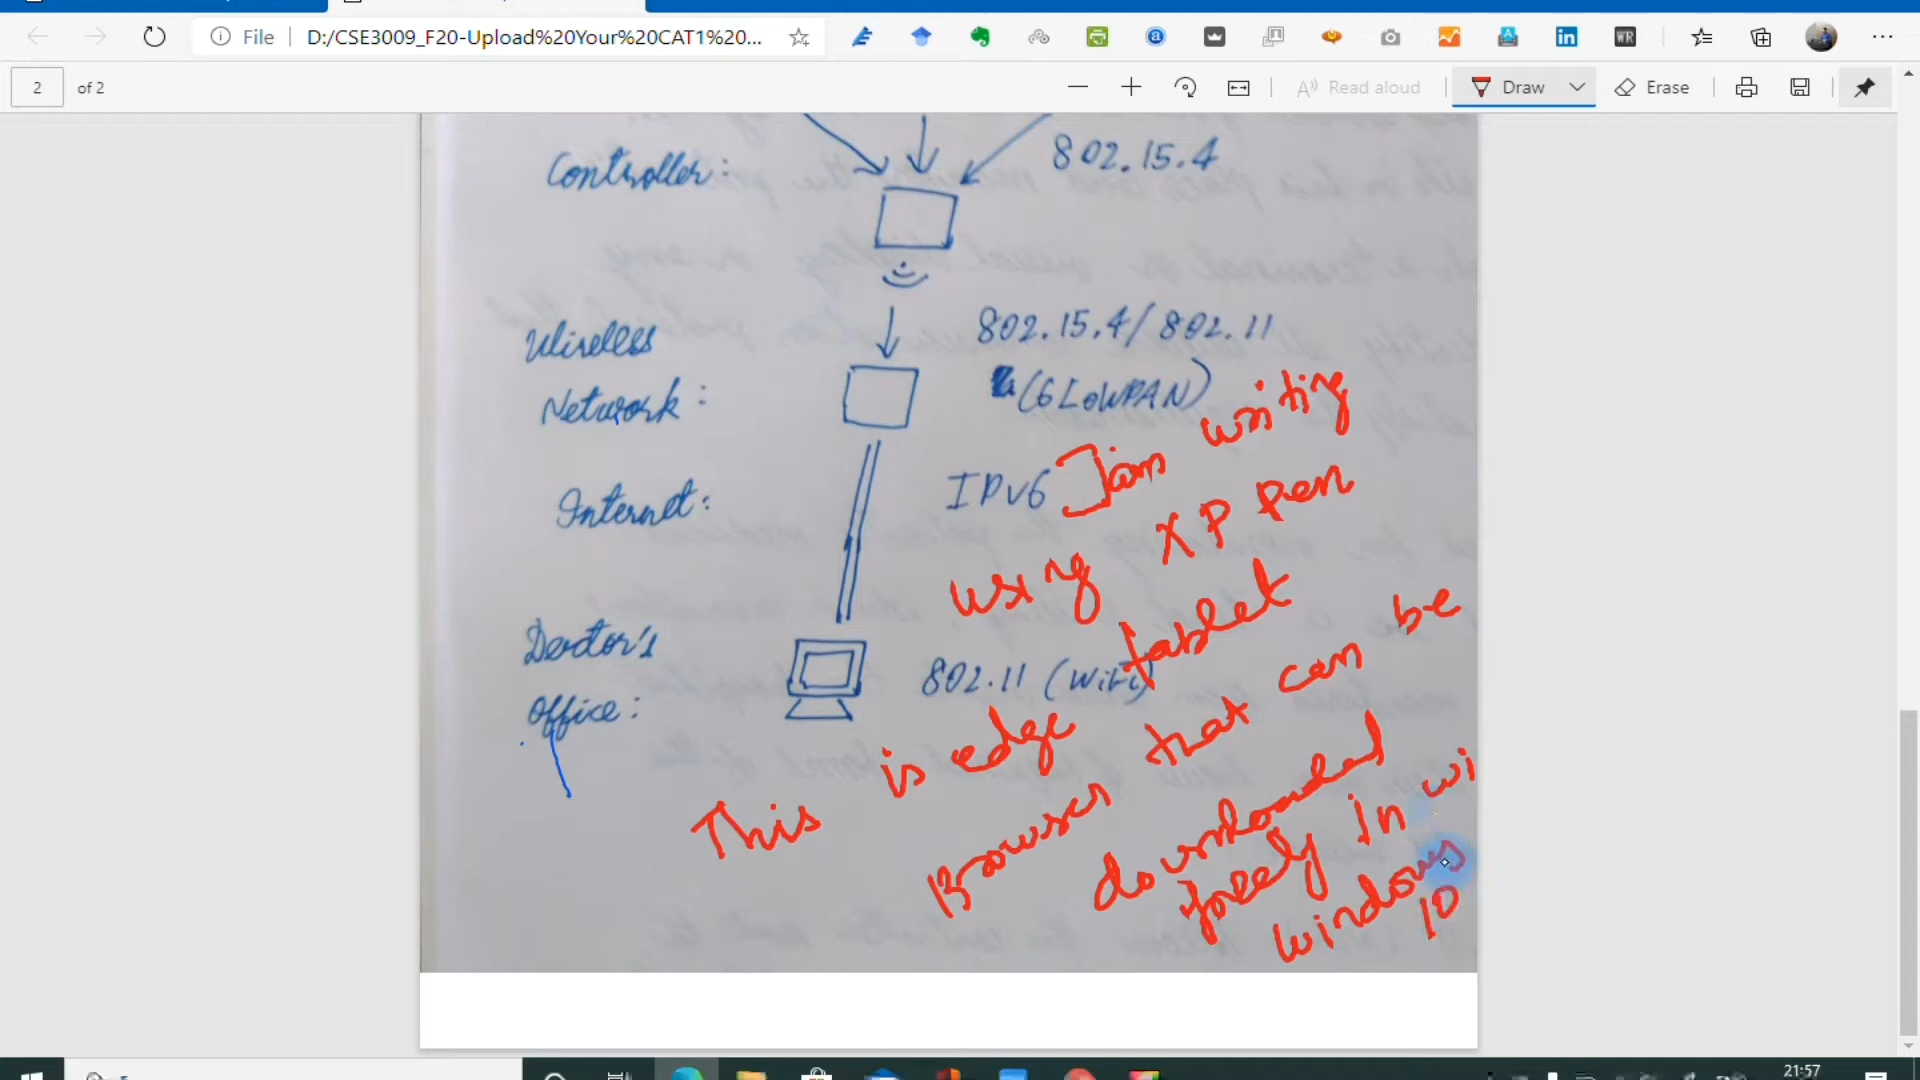 File
D:/CSE3009_F20-Upload%20Your%20CAT1%20...
2 of 2
Read aloud
Draw
Erase
Controller:
802.15.4
Wireless
Network:
802.15.4/802.11
(6LoWPAN)
Internet:
IPv6
Doctor's
Office:
802.11 (WiFi)
I am writing
using XP Pen
tablet
This is edge
Browser that can be
downloaded
freely in wi
windows
10
21:57